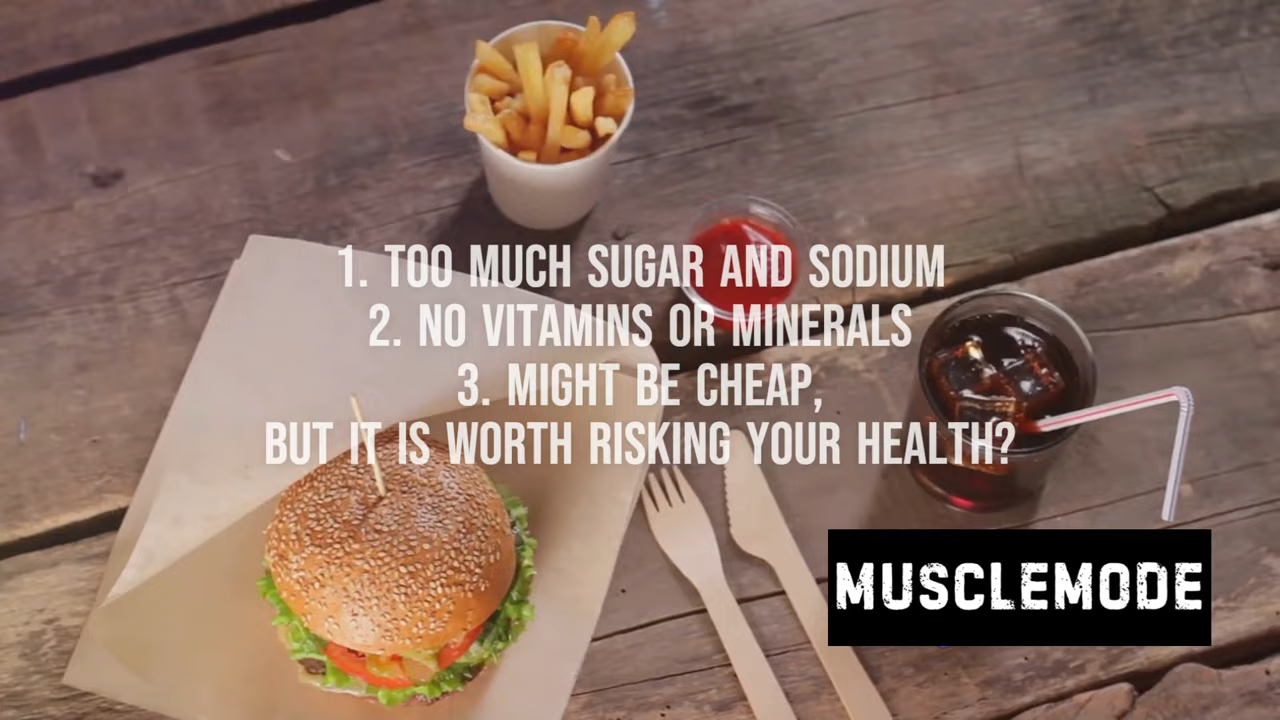 1. TOO MUCH SUGAR AND SODIUM
2. NO VITAMINS OR MINERALS
3. MIGHT BE CHEAP,
BUT IT IS WORTH RISKING YOUR HEALTH?
MUSCLEMODE